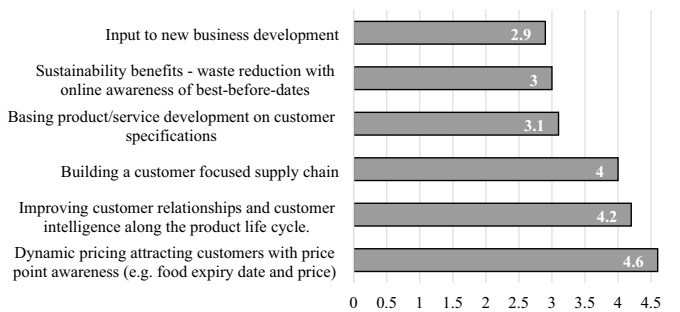 Input to new business development
2.9
Sustainability benefits - waste reduction with
online awareness of best-before-dates
3
Basing product/service development on customer
specifications
3.1
Building a customer focused supply chain
4
Improving customer relationships and customer
intelligence along the product life cycle.
4.2
Dynamic pricing attracting customers with price
point awareness (e.g. food expiry date and price)
4.6
0 0.5 1 1.5 2 2.5 3 3.5 4 4.5